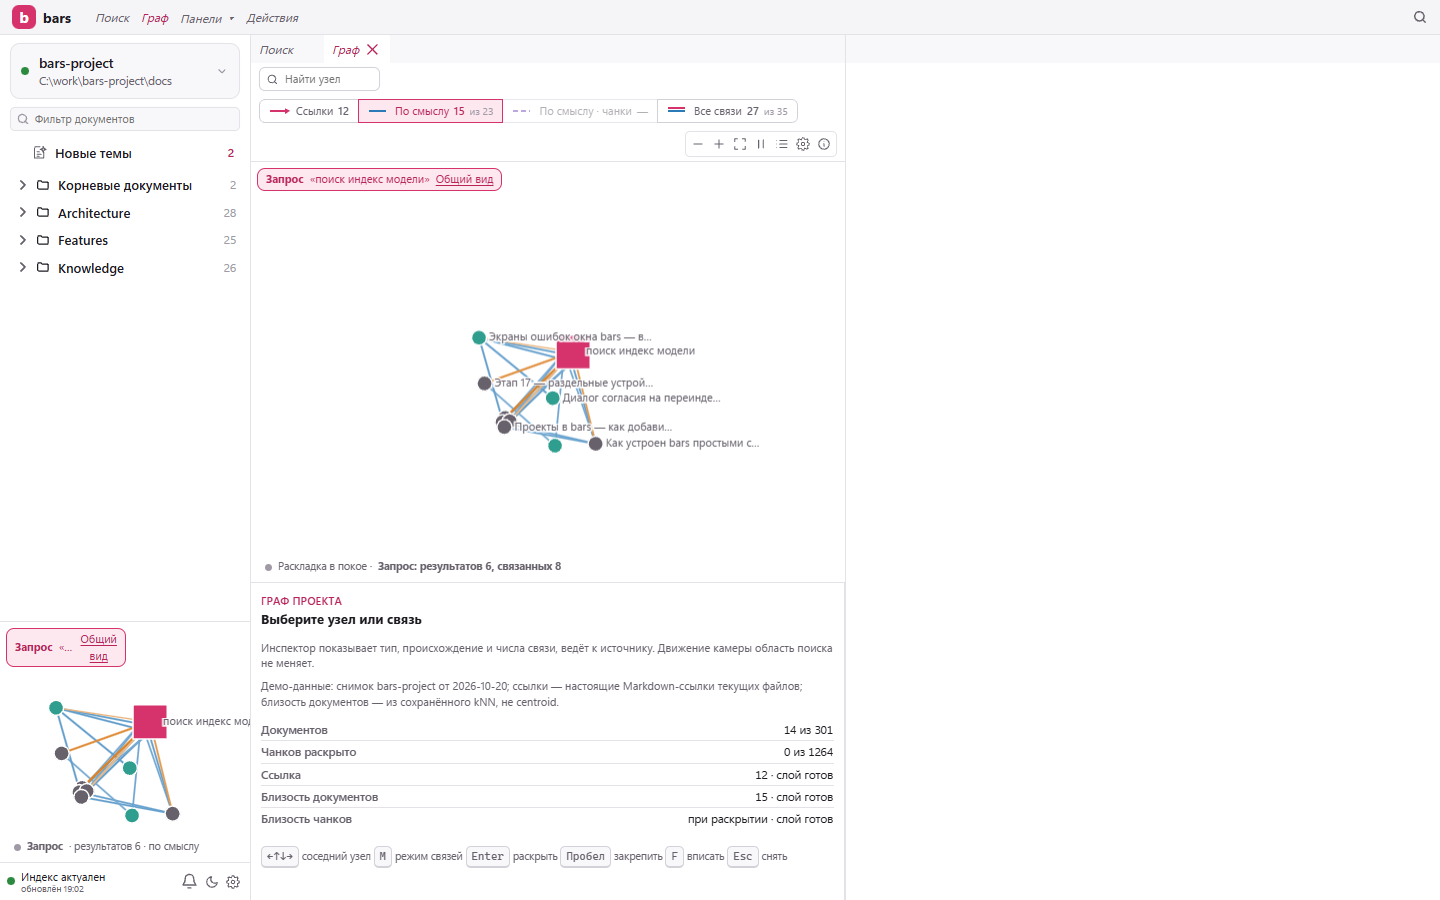 b bars Поиск Граф Панели Действия
bars-project
C:\work\bars-project\docs
Фильтр документов
Новые темы 2
Корневые документы 2
Architecture 28
Features 25
Knowledge 26
Запрос «... Общий вид
поиск индекс мод
Запрос · результатов 6 · по смыслу
Индекс актуален
обновлён 19:02
Поиск Граф
Найти узел
Ссылки 12 По смыслу 15 из 23 По смыслу · чанки — Все связи 27 из 35
Запрос «поиск индекс модели» Общий вид
Экраны ошибок окна bars — в...
поиск индекс модели
Этап 17 — раздельные устрой...
Диалог согласия на переинде...
Проекты в bars — как добави...
Как устроен bars простыми с...
Раскладка в покое · Запрос: результатов 6, связанных 8
ГРАФ ПРОЕКТА
Выберите узел или связь
Инспектор показывает тип, происхождение и числа связи, ведёт к источнику. Движение камеры область поиска
не меняет.
Демо-данные: снимок bars-project от 2026-10-20; ссылки — настоящие Markdown-ссылки текущих файлов;
близость документов — из сохранённого kNN, не centroid.
Документы 14 из 301
Чанков раскрыто 0 из 1264
Ссылка 12 · слой готов
Близость документов 15 · слой готов
Близость чанков при раскрытии · слой готов
←↑↓→ соседний узел M режим связей Enter раскрыть Пробел закрепить F вписать Esc снять